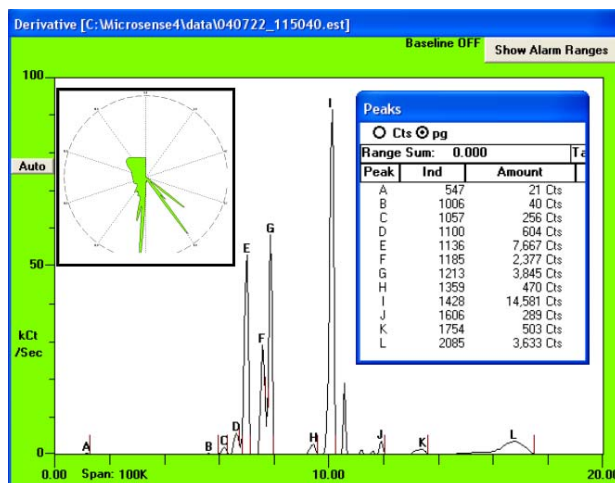 Derivative [C:\Microsense4\data\040722_115040.est]
Baseline OFF
Show Alarm Ranges
100
Auto
50
kCt
/Sec
0
0.00 Span: 100K 10.00 20.00
A B C D E F G H I J K L
Peaks
Cts pg
Range Sum: 0.000 Ta
Peak Ind Amount
A 547 21 Cts
B 1006 40 Cts
C 1057 256 Cts
D 1100 604 Cts
E 1136 7,667 Cts
F 1185 2,377 Cts
G 1213 3,845 Cts
H 1359 470 Cts
I 1428 14,581 Cts
J 1606 289 Cts
K 1754 503 Cts
L 2085 3,633 Cts